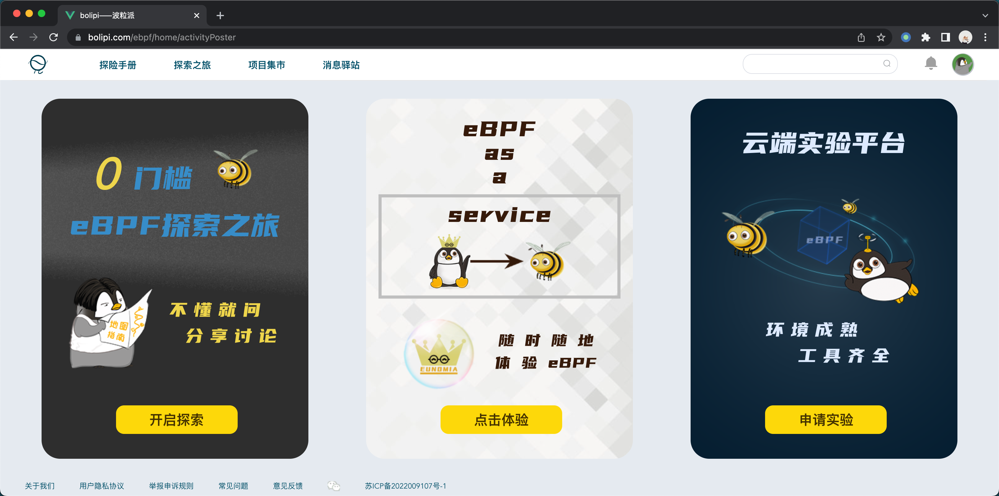 bolipi——波粒派
bolipi.com/ebpf/home/activityPoster
探险手册
探索之旅
项目集市
消息驿站
0 门槛
eBPF探索之旅
地图
指南
不懂就问
分享讨论
开启探索
eBPF
as
a
service
EUNOMIA
随时随地
体验eBPF
点击体验
云端实验平台
eBPF
环境成熟
工具齐全
申请实验
关于我们
用户隐私协议
举报申诉规则
常见问题
意见反馈
苏ICP备2022009107号-1